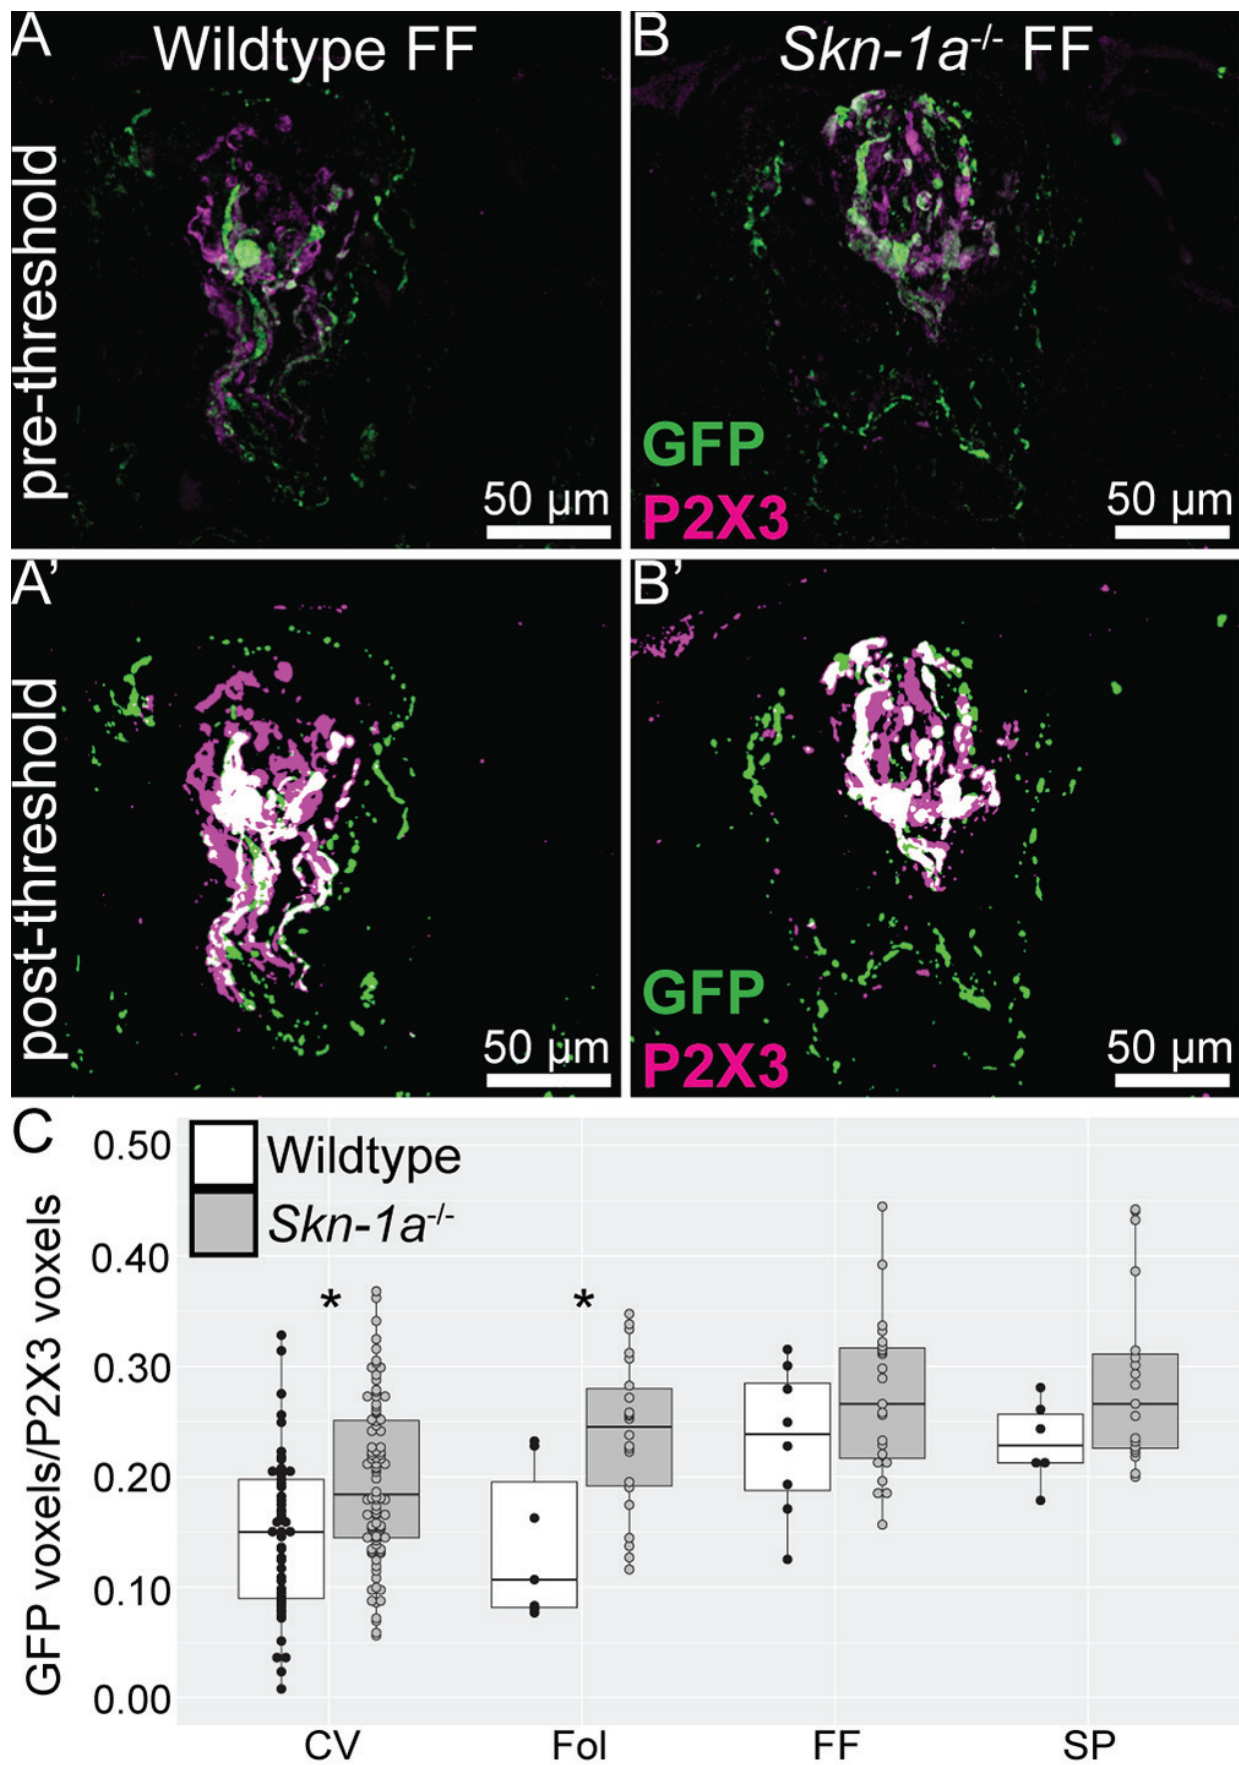 A
Wildtype FF
B
Skn-1a-/- FF
pre-threshold
GFP
P2X3
50 µm
50 µm
A’
B’
post-threshold
GFP
P2X3
50 µm
50 µm
C
Wildtype
Skn-1a-/-
GFP voxels/P2X3 voxels
0.50
0.40
0.30
0.20
0.10
0.00
*
*
CV
Fol
FF
SP